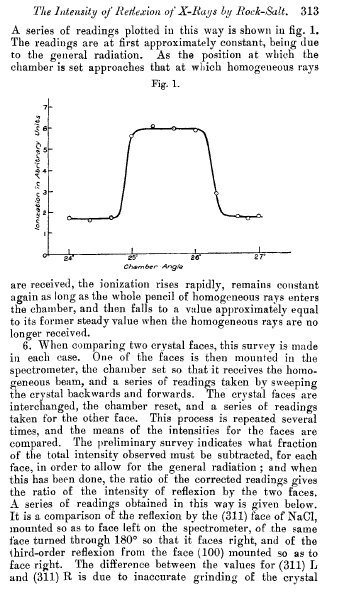 The Intensity of Reflexion of X-Rays by Rock-Salt. 313
A series of readings plotted in this way is shown in fig. 1.
The readings are at first approximately constant, being due
to the general radiation. As the position at which the
chamber is set approaches that at which homogeneous rays
Fig. 1.
Ionization in Arbitrary Units
7
6
5
4
3
2
1
0
24° 25° 26° 27°
Chamber Angle
are received, the ionization rises rapidly, remains constant
again as long as the whole pencil of homogeneous rays enters
the chamber, and then falls to a value approximately equal
to its former steady value when the homogeneous rays are no
longer received.
6. When comparing two crystal faces, this survey is made
in each case. One of the faces is then mounted in the
spectrometer, the chamber set so that it receives the homo-
geneous beam, and a series of readings taken by sweeping
the crystal backwards and forwards. The crystal faces are
interchanged, the chamber reset, and a series of readings
taken for the other face. This process is repeated several
times, and the means of the intensities for the faces are
compared. The preliminary survey indicates what fraction
of the total intensity observed must be subtracted, for each
face, in order to allow for the general radiation; and when
this has been done, the ratio of the corrected readings gives
the ratio of the intensity of reflexion by the two faces.
A series of readings obtained in this way is given below.
It is a comparison of the reflexion by the (311) face of NaCl,
mounted so as to face left on the spectrometer, of the same
face turned through 180° so that it faces right, and of the
third-order reflexion from the face (100) mounted so as to
face right. The difference between the values for (311) L
and (311) R is due to inaccurate grinding of the crystal